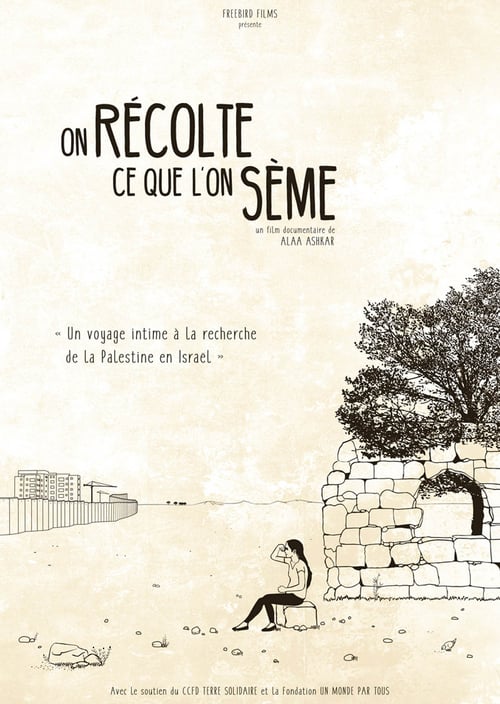 FREEBIRD FILMS
présente
ON RÉCOLTE
CE QUE L'ON SÈME
un film documentaire de
ALAA ASHKAR
« Un voyage intime à La recherche
de La Palestine en Israel »
Avec Le soutien du CCFD TERRE SOLIDAIRE et La Fondation UN MONDE PAR TOUS